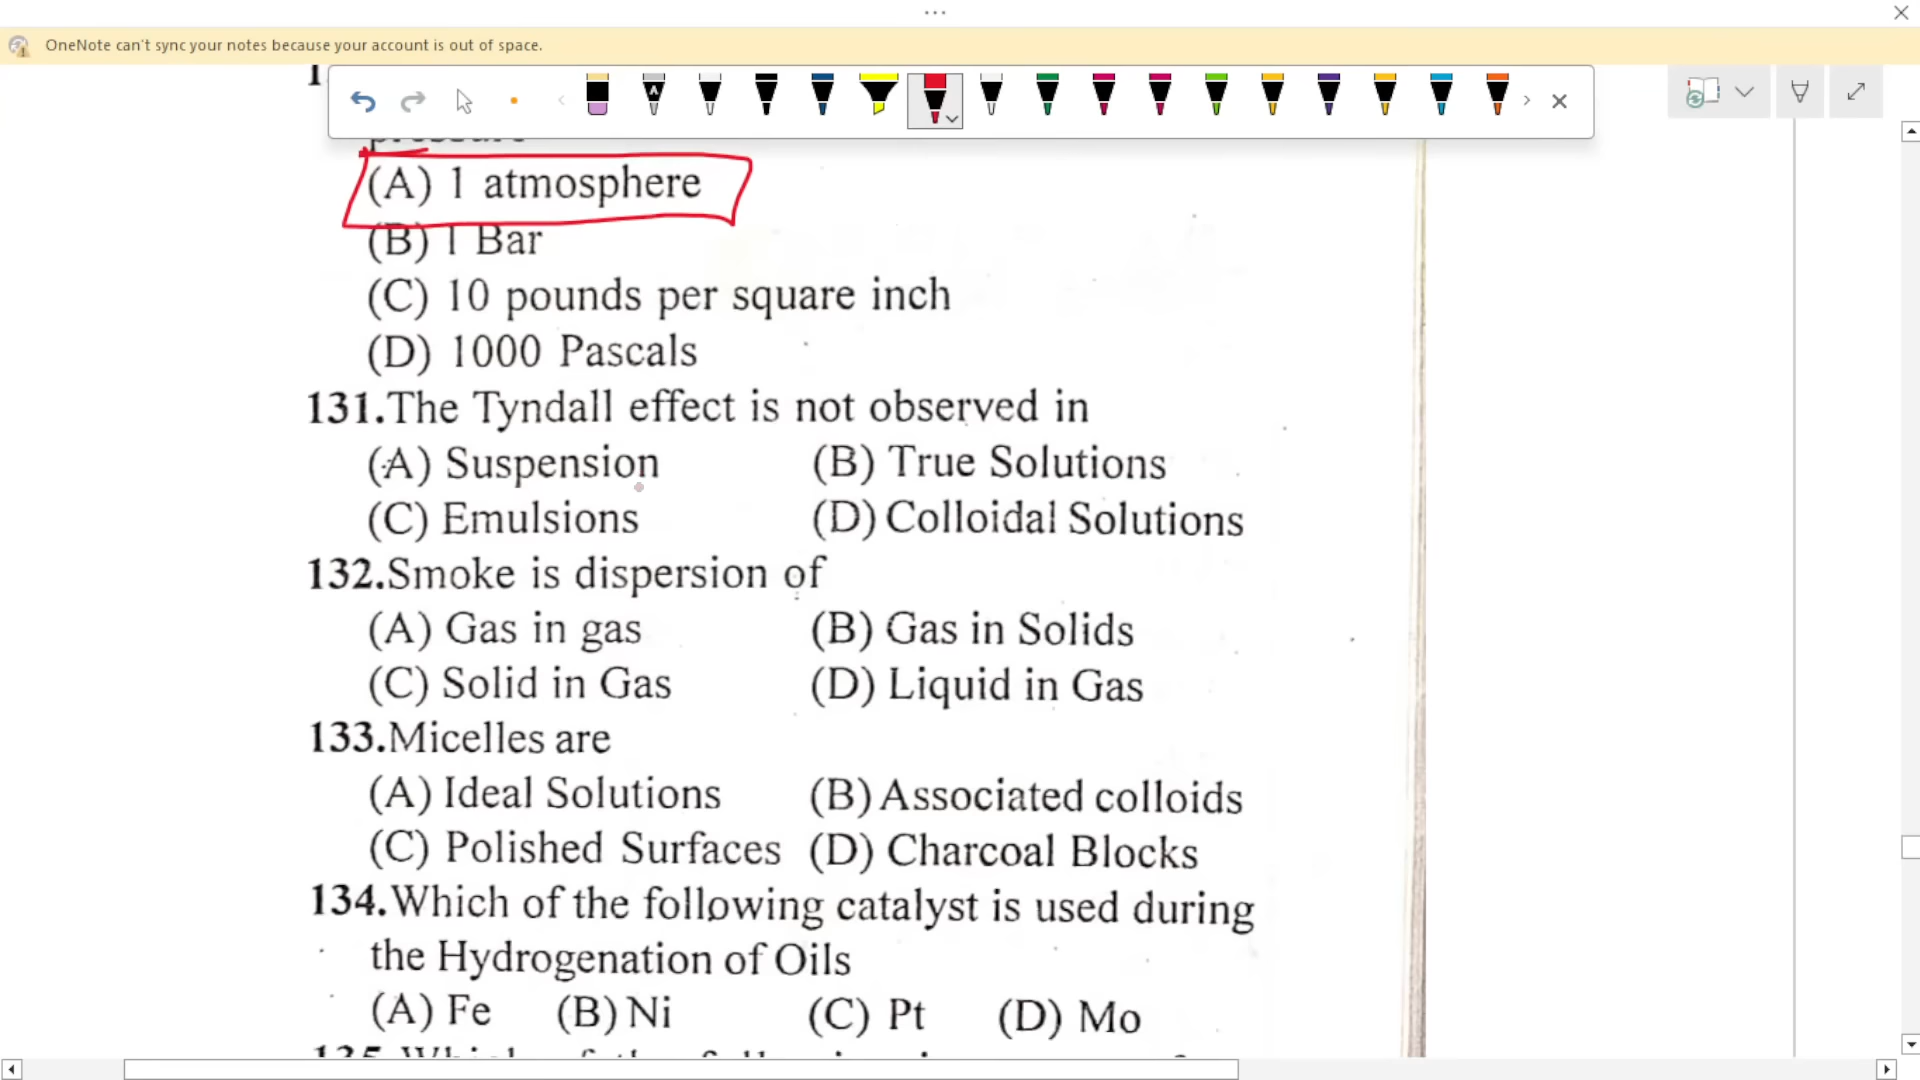 OneNote can't sync your notes because your account is out of space.
pressure
(A) 1 atmosphere
(B) 1 Bar
(C) 10 pounds per square inch
(D) 1000 Pascals
131.The Tyndall effect is not observed in
(A) Suspension (B) True Solutions
(C) Emulsions (D) Colloidal Solutions
132.Smoke is dispersion of
(A) Gas in gas (B) Gas in Solids
(C) Solid in Gas (D) Liquid in Gas
133.Micelles are
(A) Ideal Solutions (B) Associated colloids
(C) Polished Surfaces (D) Charcoal Blocks
134.Which of the following catalyst is used during
the Hydrogenation of Oils
(A) Fe (B) Ni (C) Pt (D) Mo